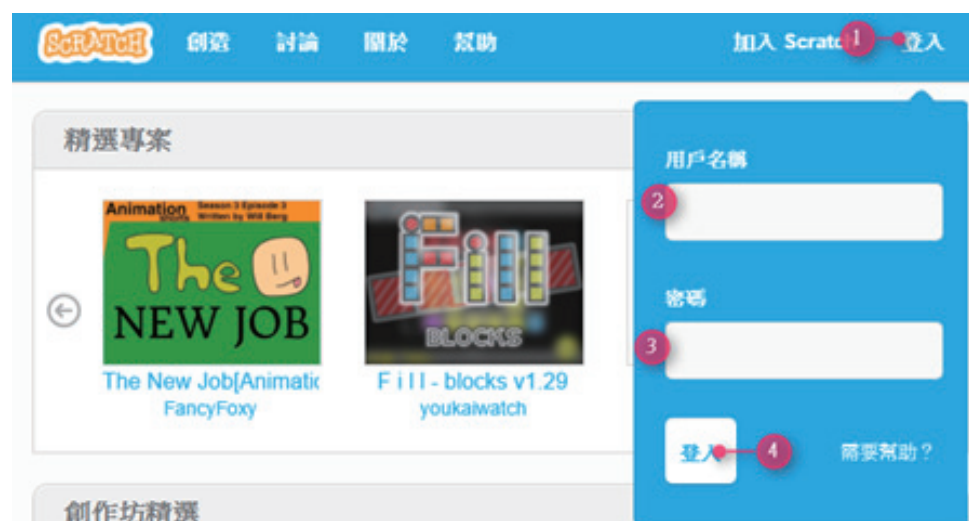 SCRATCH 創造 討論 關於 幫助 加入 Scratch 1 登入
精選專案
用戶名稱
2
Animation Season 3 Episode 3
Shorts Written by Will Berg
The
NEW JOB
Fill
BLOCKS
密碼
3
The New Job[Animatic
FancyFoxy
F i l l - blocks v1.29
youkaiwatch
登入 4 需要幫助？
創作坊精選